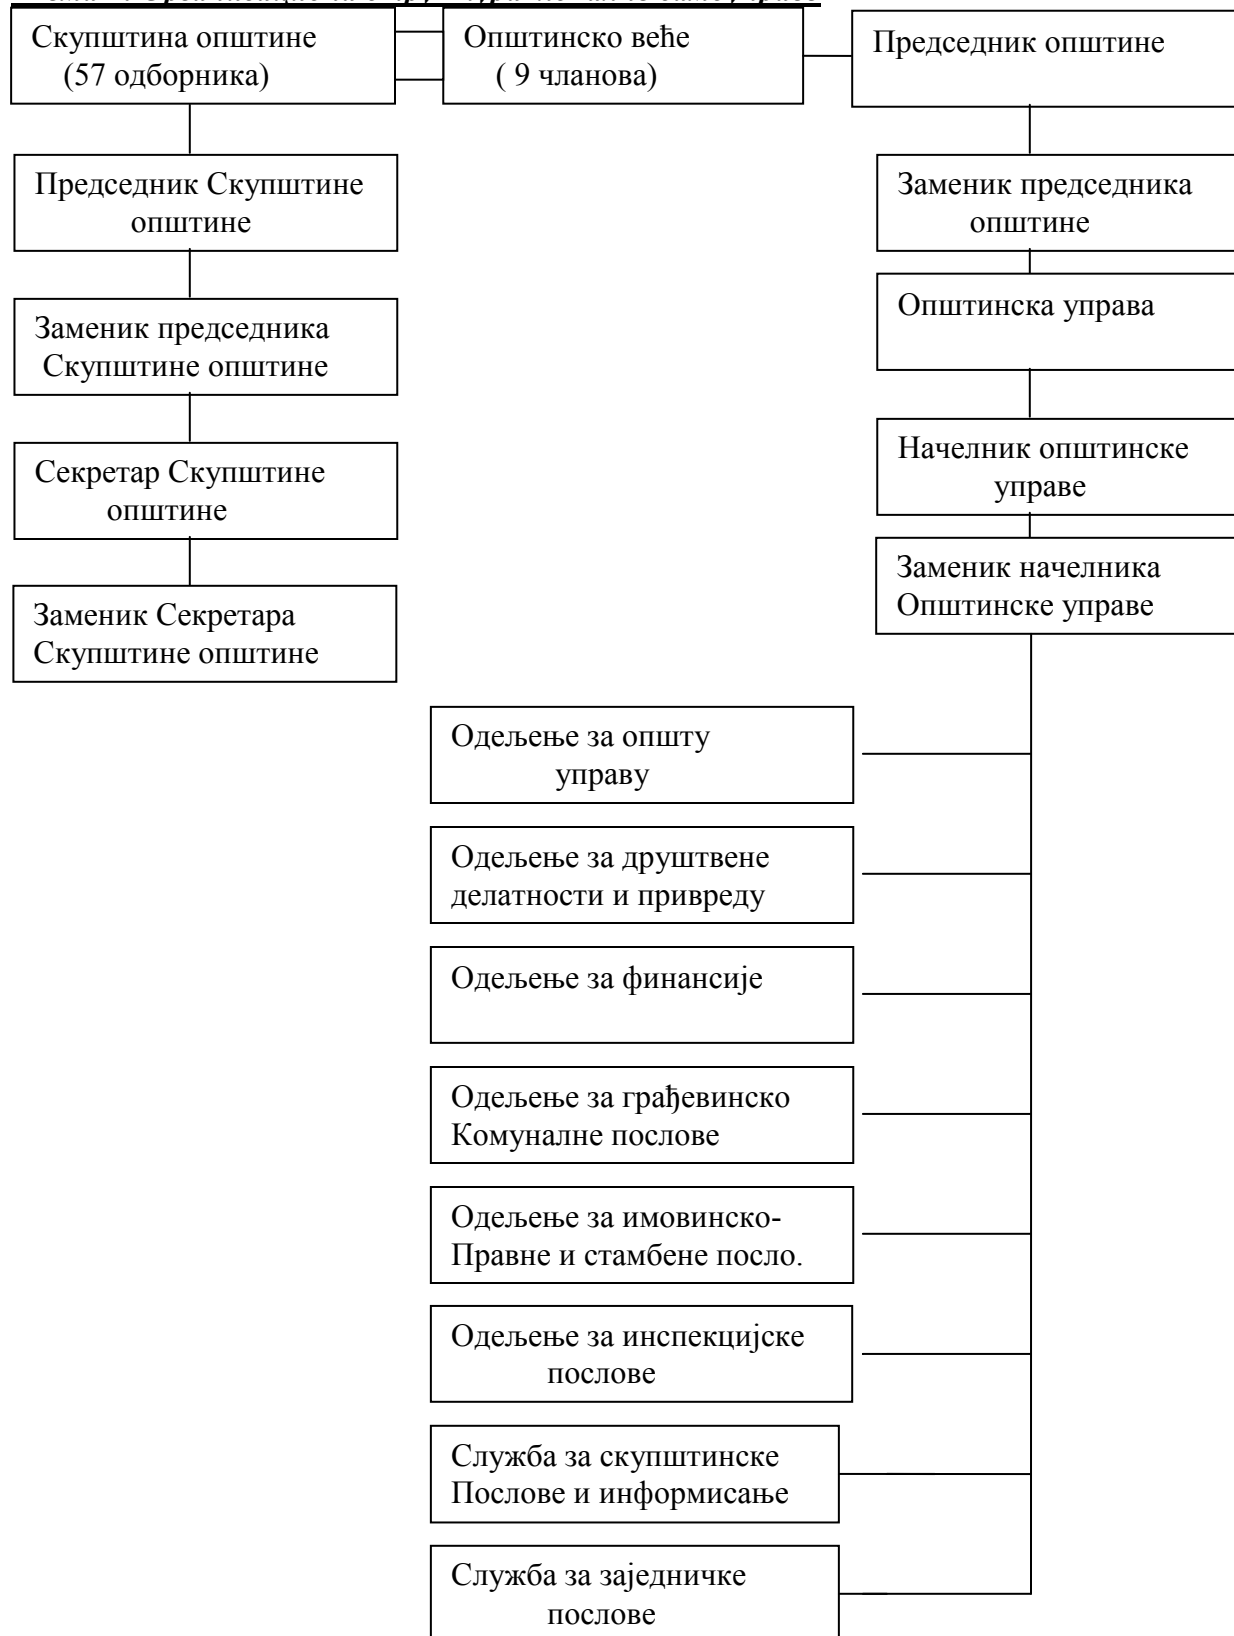 Скупштина општине
(57 одборника)
Општинско веће
( 9 чланова)
Председник општине
Председник Скупштине
општине
Заменик председника
општине
Заменик председника
Скупштине општине
Општинска управа
Секретар Скупштине
општине
Начелник општинске
управе
Заменик Секретара
Скупштине општине
Заменик начелника
Општинске управе
Одељење за општу
управу
Одељење за друштвене
делатности и привреду
Одељење за финансије
Одељење за грађевинско
Комуналне послове
Одељење за имовинско-
Правне и стамбене посло.
Одељење за инспекцијске
послове
Служба за скупштинске
Послове и информисање
Служба за заједничке
послове